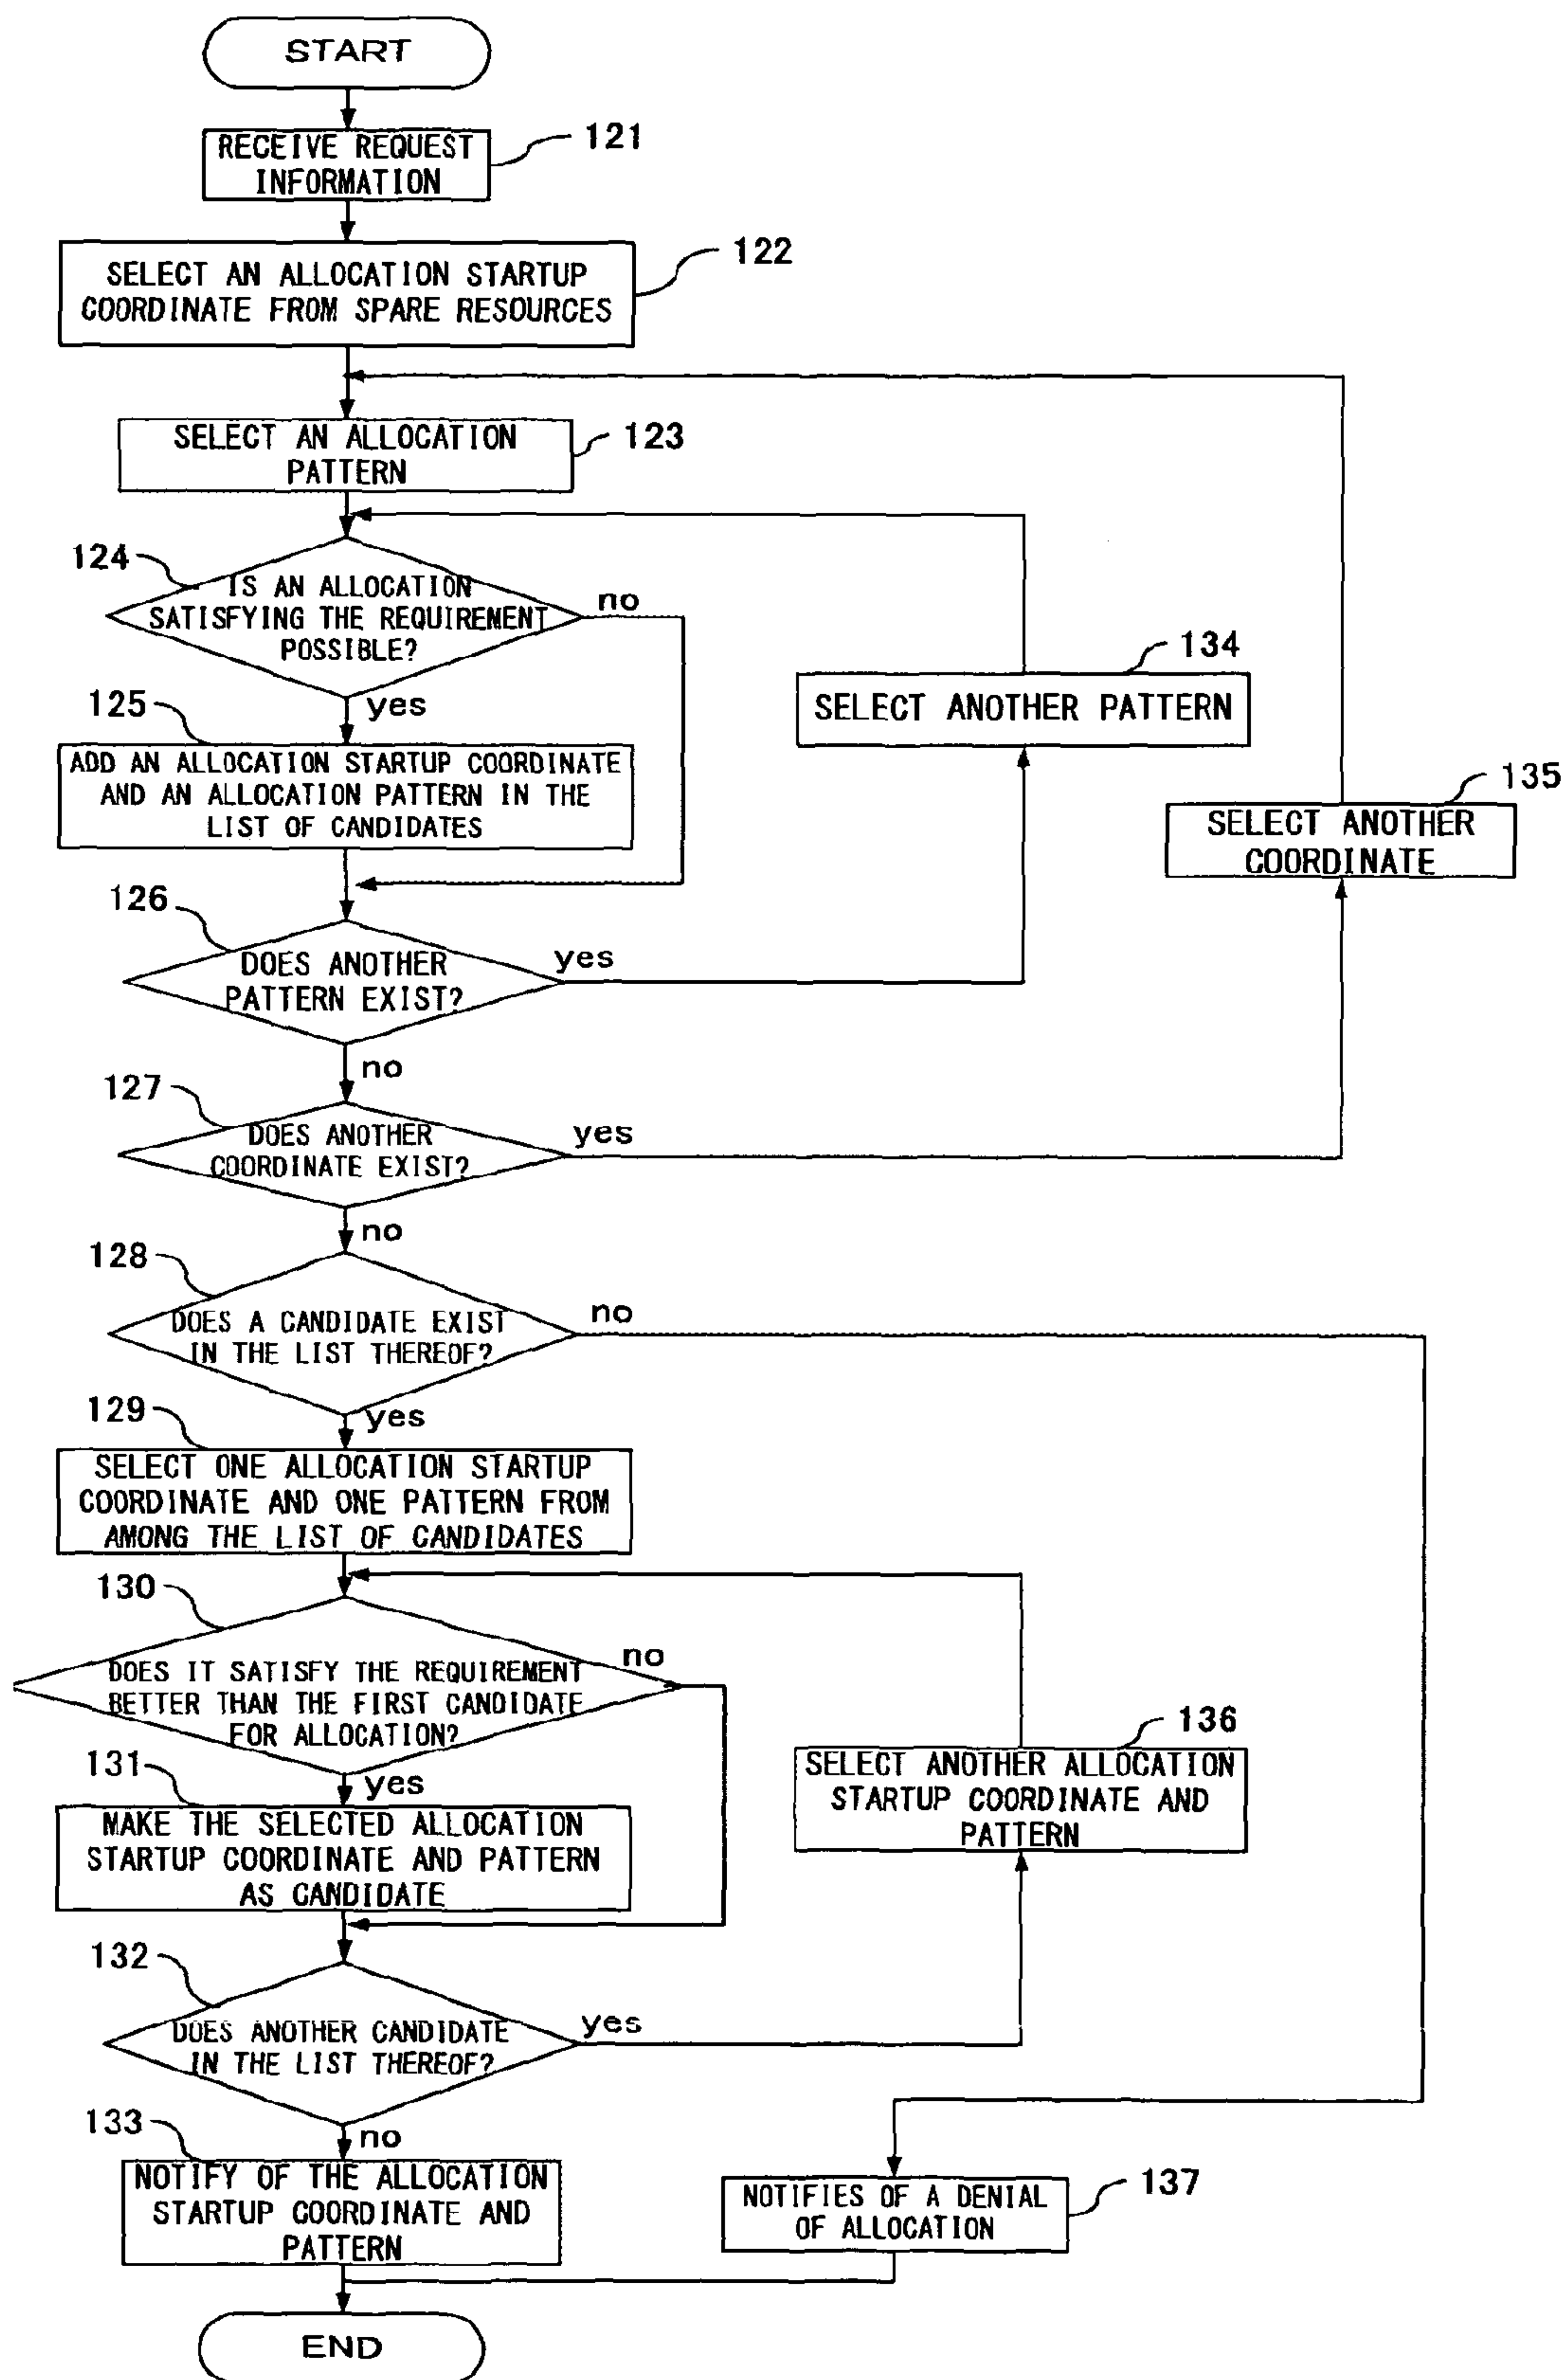 START
RECEIVE REQUEST
INFORMATION
121
SELECT AN ALLOCATION STARTUP
COORDINATE FROM SPARE RESOURCES
122
SELECT AN ALLOCATION
PATTERN
123
124
IS AN ALLOCATION
SATISFYING THE REQUIREMENT
POSSIBLE?
no
yes
134
SELECT ANOTHER PATTERN
125
ADD AN ALLOCATION STARTUP COORDINATE
AND AN ALLOCATION PATTERN IN THE
LIST OF CANDIDATES
135
SELECT ANOTHER
COORDINATE
126
DOES ANOTHER
PATTERN EXIST?
yes
no
127
DOES ANOTHER
COORDINATE EXIST?
yes
no
128
DOES A CANDIDATE EXIST
IN THE LIST THEREOF?
no
yes
129
SELECT ONE ALLOCATION STARTUP
COORDINATE AND ONE PATTERN FROM
AMONG THE LIST OF CANDIDATES
130
DOES IT SATISFY THE REQUIREMENT
BETTER THAN THE FIRST CANDIDATE
FOR ALLOCATION?
no
yes
131
MAKE THE SELECTED ALLOCATION
STARTUP COORDINATE AND PATTERN
AS CANDIDATE
136
SELECT ANOTHER ALLOCATION
STARTUP COORDINATE AND
PATTERN
132
DOES ANOTHER CANDIDATE
IN THE LIST THEREOF?
yes
no
133
NOTIFY OF THE ALLOCATION
STARTUP COORDINATE AND
PATTERN
137
NOTIFIES OF A DENIAL
OF ALLOCATION
END